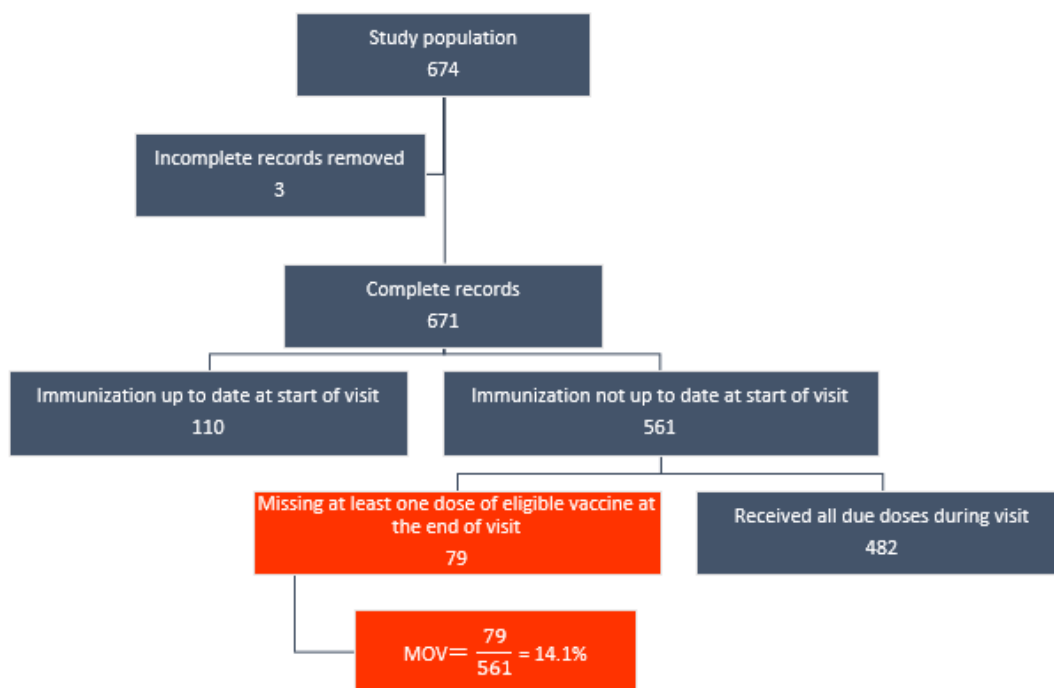 Study population
674
Incomplete records removed
3
Complete records
671
Immunization up to date at start of visit
110
Immunization not up to date at start of visit
561
Missing at least one dose of eligible vaccine at
the end of visit
79
Received all due doses during visit
482
MOV= 79/561 = 14.1%